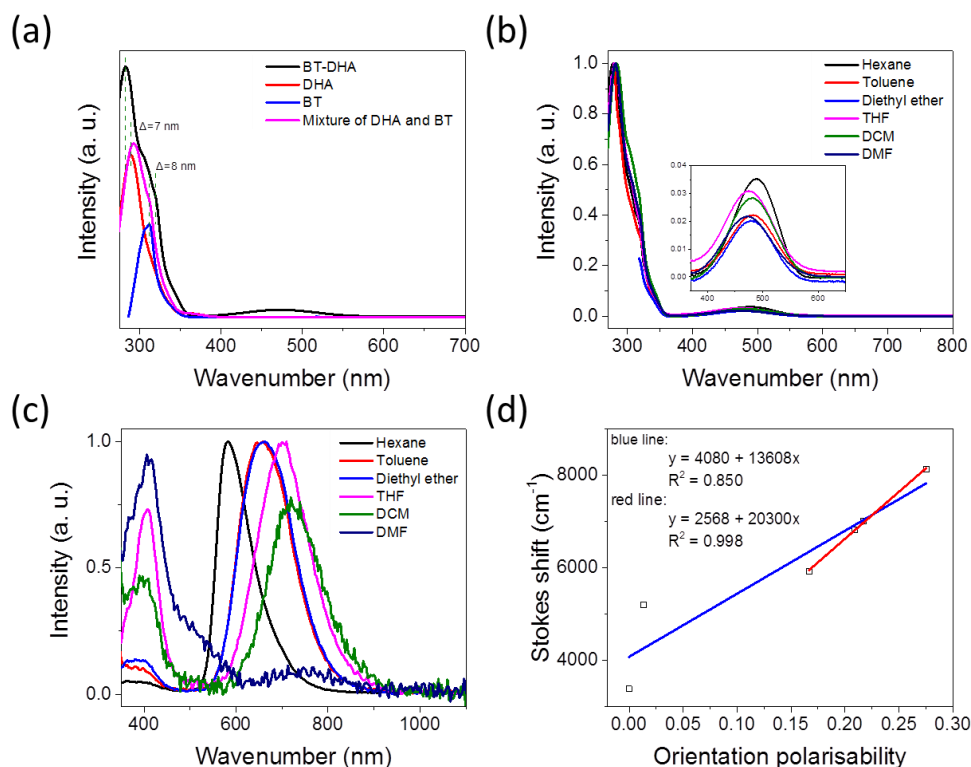 (a)
Intensity (a. u.)
BT-DHA
DHA
BT
Mixture of DHA and BT
Δ=7 nm
Δ=8 nm
300 400 500 600 700
Wavenumber (nm)
(b)
Intensity (a. u.)
1.0
0.8
0.6
0.4
0.2
0.0
Hexane
Toluene
Diethyl ether
THF
DCM
DMF
0.04
0.03
0.02
0.01
0.00
400 500 600
300 400 500 600 700 800
Wavenumber (nm)
(c)
Intensity (a. u.)
1.0
0.5
0.0
Hexane
Toluene
Diethyl ether
THF
DCM
DMF
400 600 800 1000
Wavenumber (nm)
(d)
Stokes shift (cm⁻¹)
8000
6000
4000
blue line:
y = 4080 + 13608x
R² = 0.850
red line:
y = 2568 + 20300x
R² = 0.998
0.00 0.05 0.10 0.15 0.20 0.25 0.30
Orientation polarisability